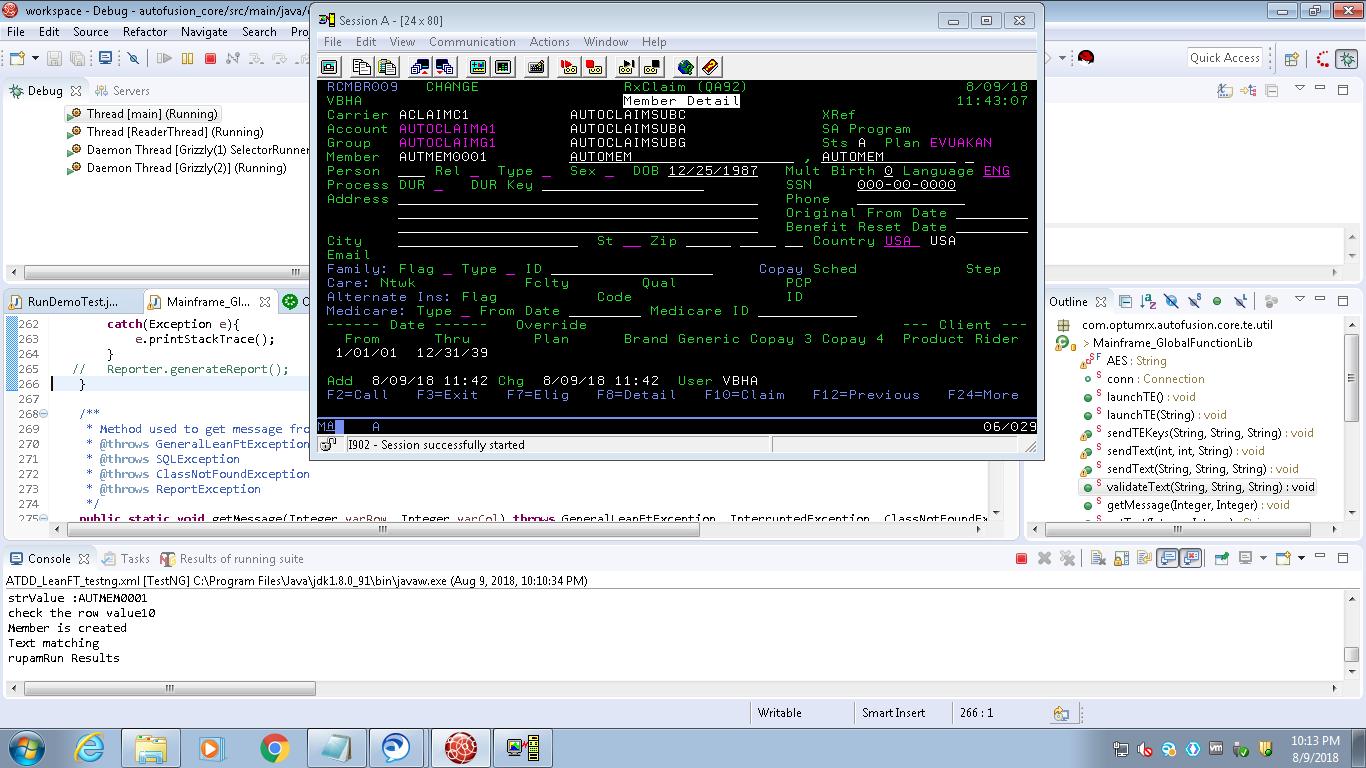 workspace - Debug - autofusion_core/src/main/java/
File Edit Source Refactor Navigate Search
Quick Access
Debug Servers
Thread [main] (Running)
Thread [ReaderThread] (Running)
Daemon Thread [Grizzly(1) SelectorRunner
Daemon Thread [Grizzly(2)] (Running)
Session A - [24 x 80]
File Edit View Communication Actions Window Help
RCMBR009 CHANGE RxClaim (QA92) 8/09/18
VBHA Member Detail 11:43:07
Carrier ACLAIMC1 AUTOCLAIMSUBC XRef
Account AUTOCLAIMA1 AUTOCLAIMSUBA SA Program
Group AUTOCLAIMG1 AUTOCLAIMSUBG Sts A Plan EVUAKAN
Member AUTMEM0001 AUTOMEM , AUTOMEM
Person Rel Type Sex DOB 12/25/1987 Mult Birth 0 Language ENG
Process DUR DUR Key SSN 000-00-0000
Address Phone
Original From Date
Benefit Reset Date
City St Zip Country USA USA
Email
Family: Flag Type ID Copay Sched Step
Care: Ntwk Fclty Qual PCP
Alternate Ins: Flag Code ID
Medicare: Type From Date Medicare ID
------ Date ------ Override --- Client ---
From Thru Plan Brand Generic Copay 3 Copay 4 Product Rider
1/01/01 12/31/39
Add 8/09/18 11:42 Chg 8/09/18 11:42 User VBHA
F2=Call F3=Exit F7=Elig F8=Detail F10=Claim F12=Previous F24=More
MA A 06/029
I902 - Session successfully started
RunDemoTest.j... Mainframe_Gl...
262 catch(Exception e){
263 e.printStackTrace();
264 }
265 // Reporter.generateReport();
266 }
267
268 /**
269 * Method used to get message fro
270 * @throws GeneralLeanFtException
271 * @throws SQLException
272 * @throws ClassNotFoundException
273 * @throws ReportException
274 */
275 public static void getMessage(Integer varRow, Integer varCol) throws GeneralLeanFtException, InterruptedException, ClassNotFoundEx
Outline
com.optumrx.autofusion.core.te.util
Mainframe_GlobalFunctionLib
AES : String
conn : Connection
launchTE() : void
launchTE(String) : void
sendTEKeys(String, String, String) : void
sendText(int, int, String) : void
sendText(String, String, String) : void
validateText(String, String, String) : void
getMessage(Integer, Integer) : void
Console Tasks Results of running suite
ATDD_LeanFT_testng.xml [TestNG] C:\Program Files\Java\jdk1.8.0_91\bin\javaw.exe (Aug 9, 2018, 10:10:34 PM)
strValue :AUTMEM0001
check the row value10
Member is created
Text matching
rupamRun Results
Writable Smart Insert 266 : 1
10:13 PM
8/9/2018